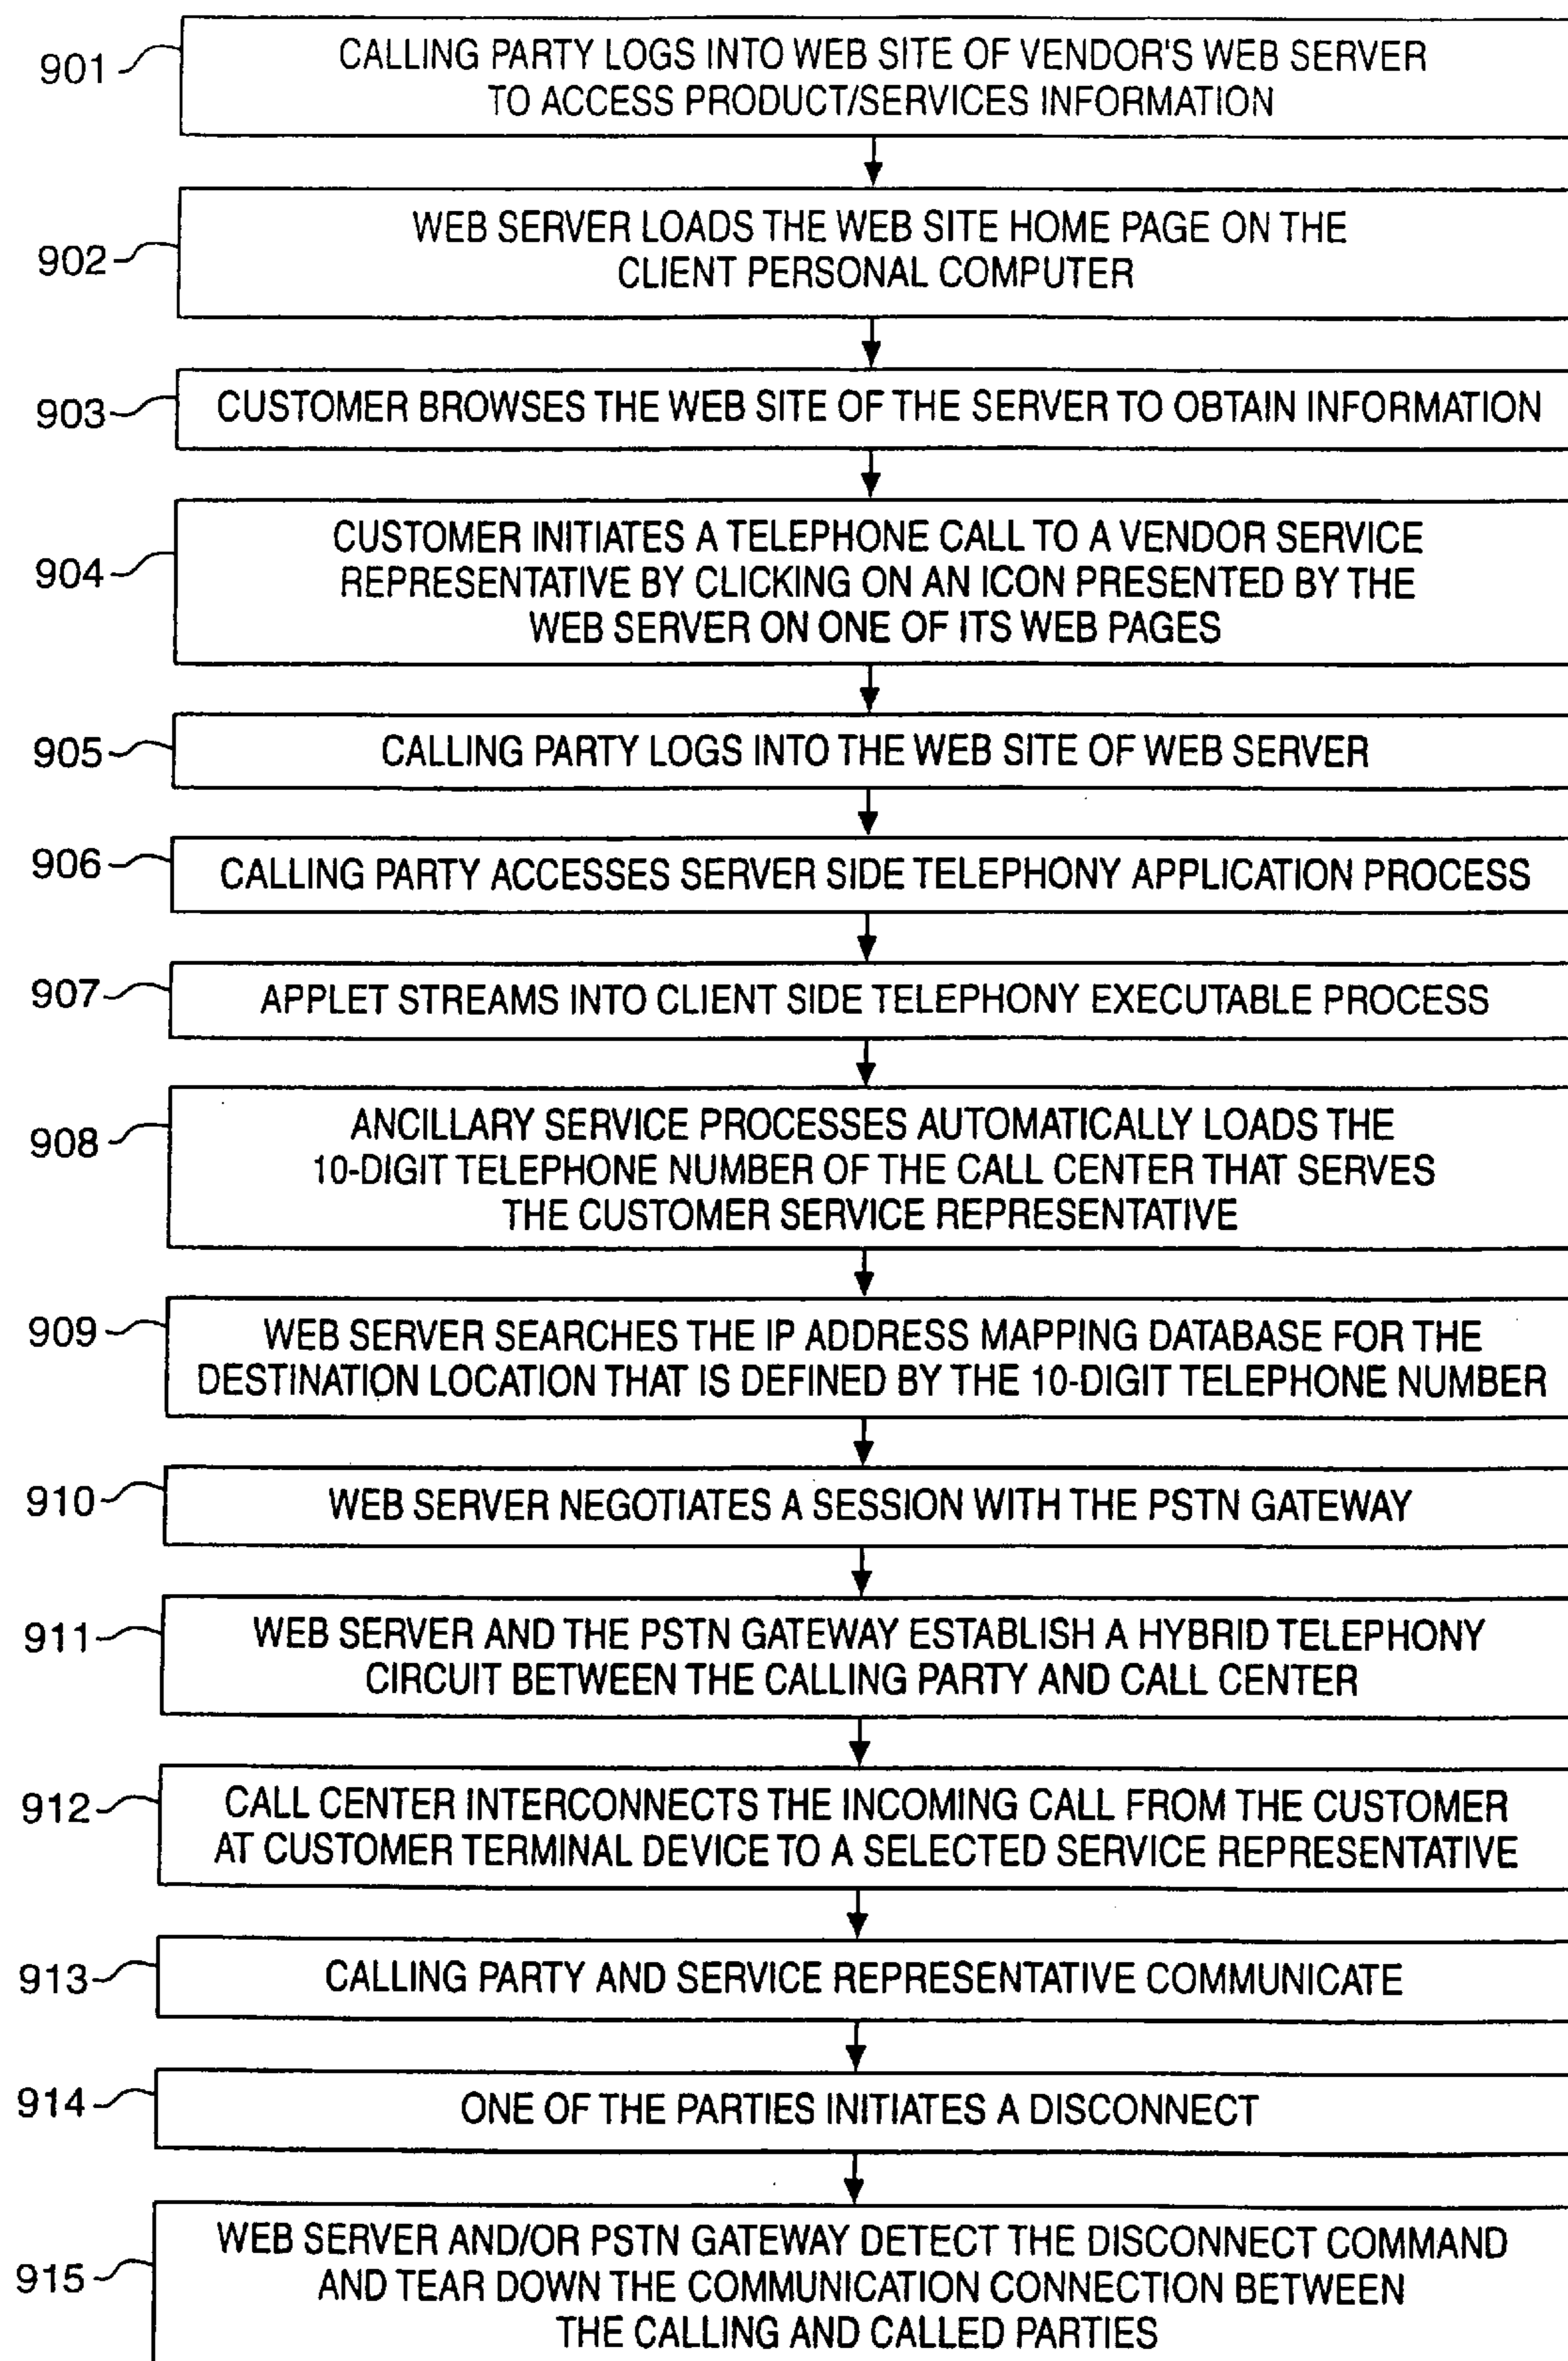 901
CALLING PARTY LOGS INTO WEB SITE OF VENDOR'S WEB SERVER
TO ACCESS PRODUCT/SERVICES INFORMATION
902
WEB SERVER LOADS THE WEB SITE HOME PAGE ON THE
CLIENT PERSONAL COMPUTER
903
CUSTOMER BROWSES THE WEB SITE OF THE SERVER TO OBTAIN INFORMATION
904
CUSTOMER INITIATES A TELEPHONE CALL TO A VENDOR SERVICE
REPRESENTATIVE BY CLICKING ON AN ICON PRESENTED BY THE
WEB SERVER ON ONE OF ITS WEB PAGES
905
CALLING PARTY LOGS INTO THE WEB SITE OF WEB SERVER
906
CALLING PARTY ACCESSES SERVER SIDE TELEPHONY APPLICATION PROCESS
907
APPLET STREAMS INTO CLIENT SIDE TELEPHONY EXECUTABLE PROCESS
908
ANCILLARY SERVICE PROCESSES AUTOMATICALLY LOADS THE
10-DIGIT TELEPHONE NUMBER OF THE CALL CENTER THAT SERVES
THE CUSTOMER SERVICE REPRESENTATIVE
909
WEB SERVER SEARCHES THE IP ADDRESS MAPPING DATABASE FOR THE
DESTINATION LOCATION THAT IS DEFINED BY THE 10-DIGIT TELEPHONE NUMBER
910
WEB SERVER NEGOTIATES A SESSION WITH THE PSTN GATEWAY
911
WEB SERVER AND THE PSTN GATEWAY ESTABLISH A HYBRID TELEPHONY
CIRCUIT BETWEEN THE CALLING PARTY AND CALL CENTER
912
CALL CENTER INTERCONNECTS THE INCOMING CALL FROM THE CUSTOMER
AT CUSTOMER TERMINAL DEVICE TO A SELECTED SERVICE REPRESENTATIVE
913
CALLING PARTY AND SERVICE REPRESENTATIVE COMMUNICATE
914
ONE OF THE PARTIES INITIATES A DISCONNECT
915
WEB SERVER AND/OR PSTN GATEWAY DETECT THE DISCONNECT COMMAND
AND TEAR DOWN THE COMMUNICATION CONNECTION BETWEEN
THE CALLING AND CALLED PARTIES